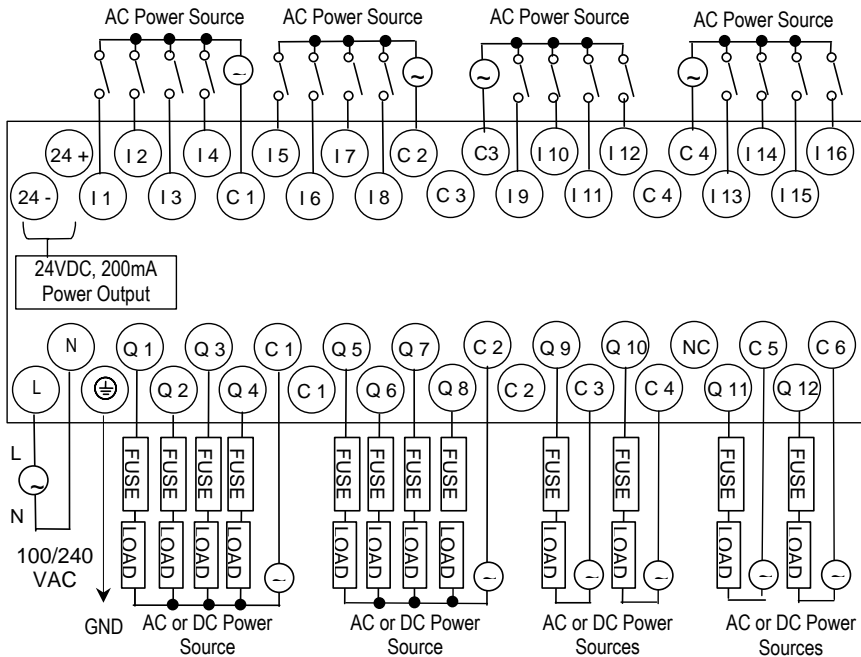 AC Power Source AC Power Source AC Power Source AC Power Source
~ ~ ~ ~
24 + I 2 I 4 I 5 I 7 C 2 C3 I 10 I 12 C 4 I 14 I 16
24 - I 1 I 3 C 1 I 6 I 8 C 3 I 9 I 11 C 4 I 13 I 15
24VDC, 200mA
Power Output
N Q 1 Q 3 C 1 Q 5 Q 7 C 2 Q 9 Q 10 NC C 5 C 6
L Q 2 Q 4 C 1 Q 6 Q 8 C 2 C 3 C 4 Q 11 Q 12
L
~
N
FUSE FUSE FUSE FUSE FUSE FUSE FUSE FUSE FUSE FUSE FUSE FUSE
LOAD LOAD LOAD LOAD LOAD LOAD LOAD LOAD LOAD LOAD LOAD LOAD
~ ~ ~ ~ ~ ~
100/240
VAC
GND
AC or DC Power
Source
AC or DC Power
Source
AC or DC Power
Sources
AC or DC Power
Sources